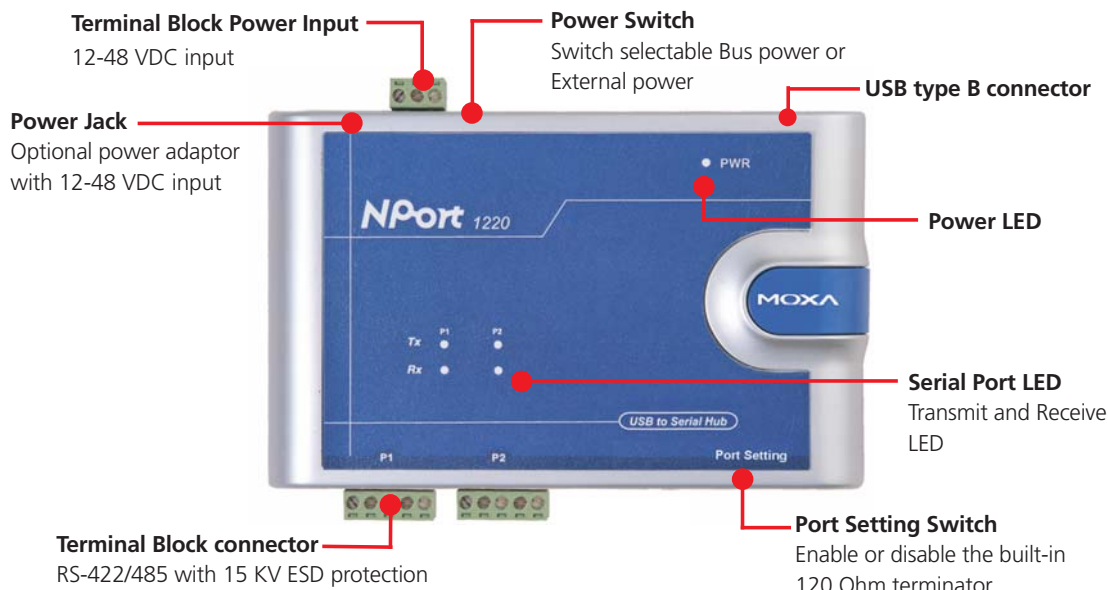 Terminal Block Power Input
12-48 VDC input
Power Switch
Switch selectable Bus power or
External power
USB type B connector
Power Jack
Optional power adaptor
with 12-48 VDC input
PWR
NPort 1220
Power LED
MOXA
P1 P2
Tx
Rx
Serial Port LED
Transmit and Receive
LED
USB to Serial Hub
P1 P2 Port Setting
Terminal Block connector
RS-422/485 with 15 KV ESD protection
Port Setting Switch
Enable or disable the built-in
120 Ohm terminator